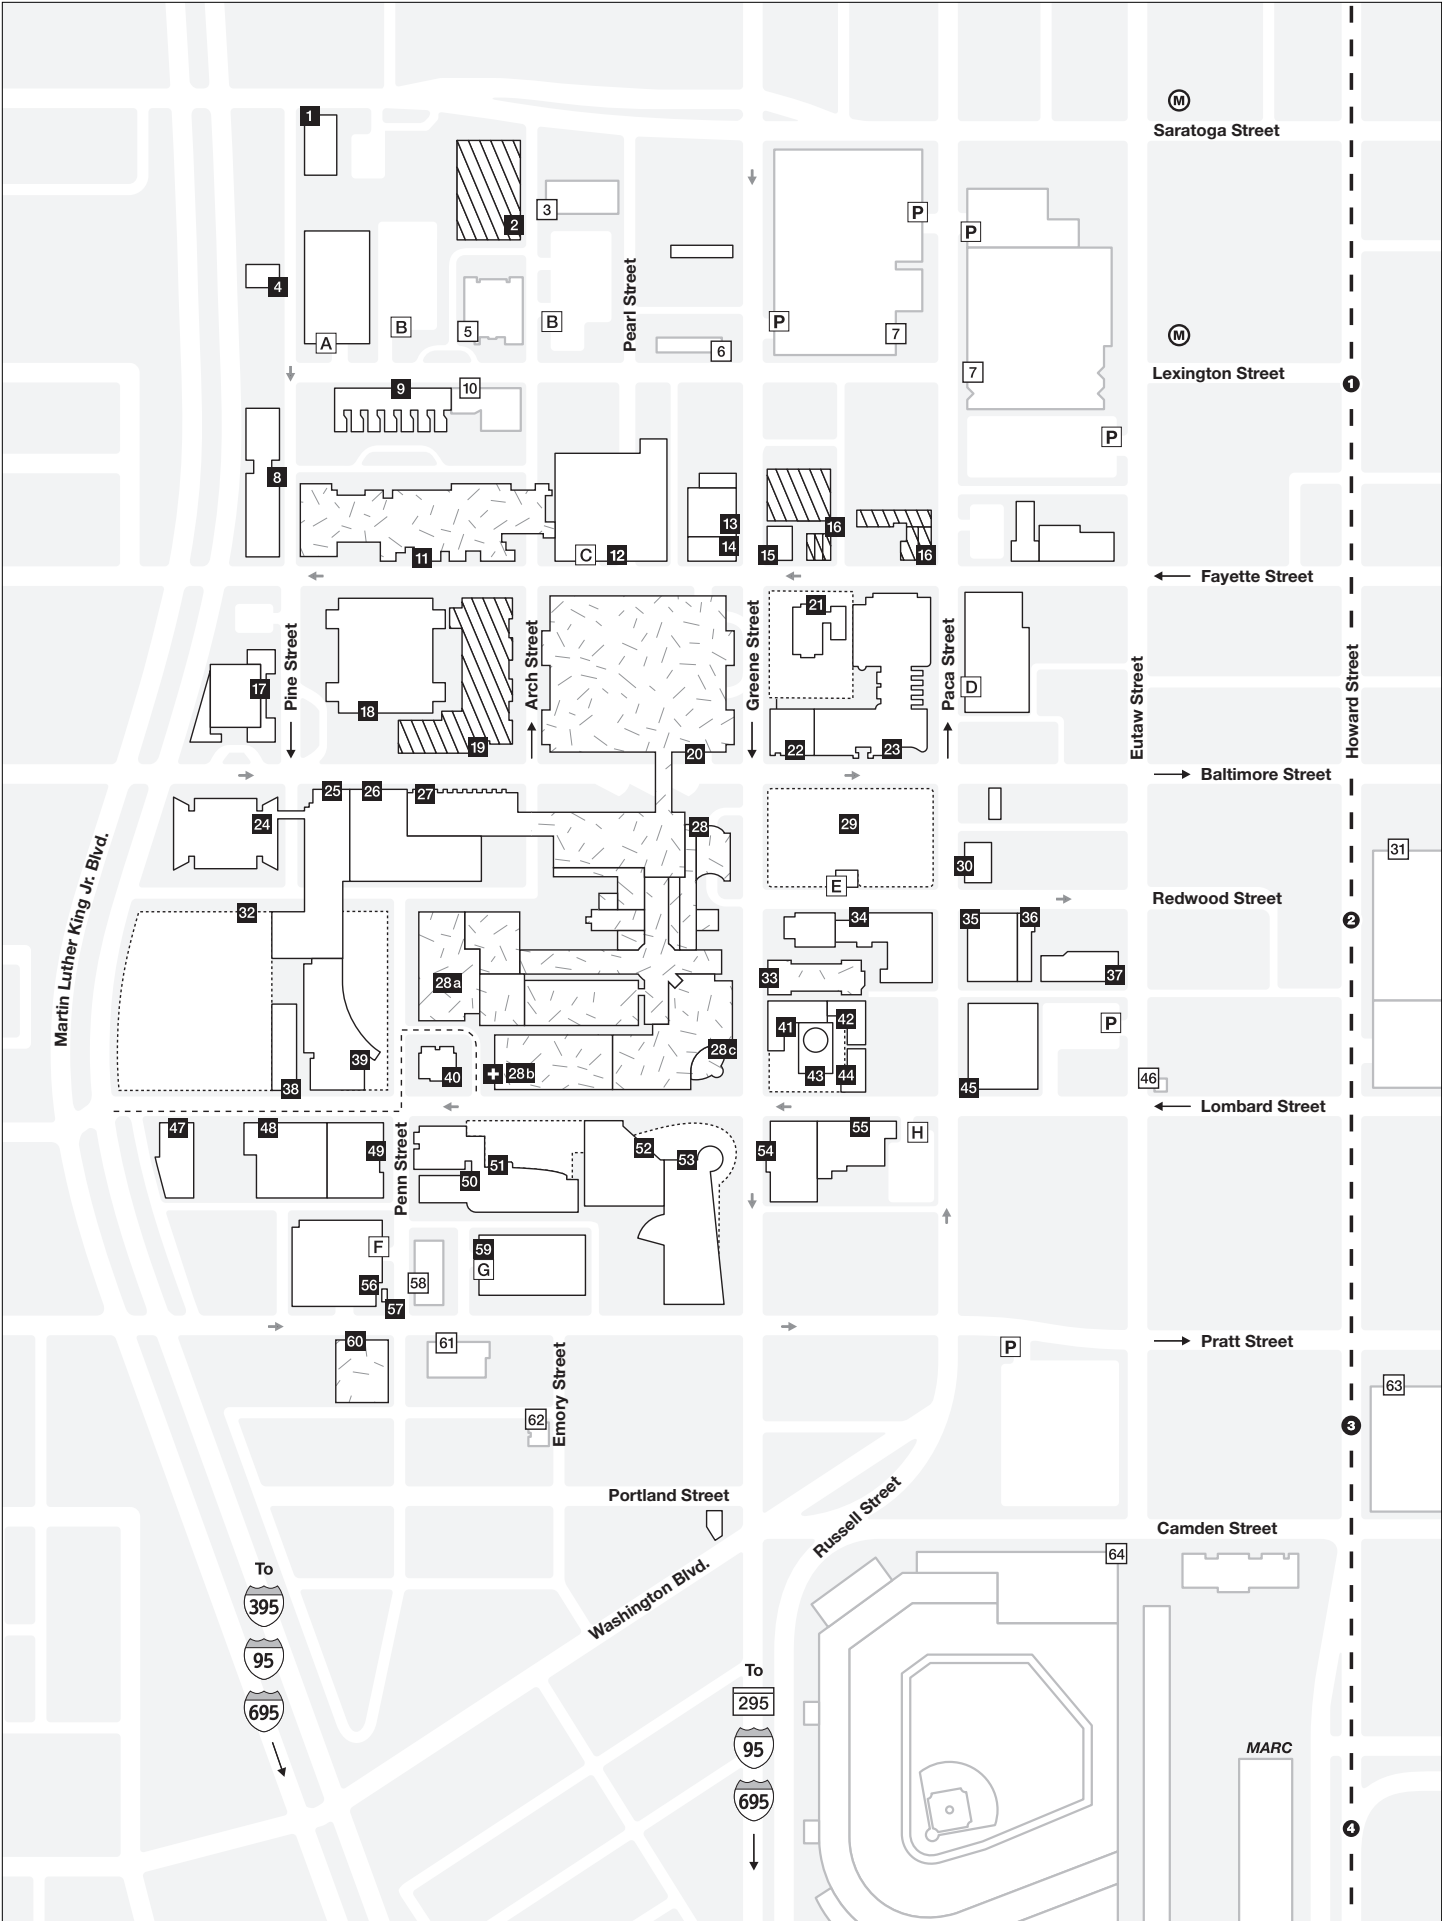 M
Saratoga Street
1
2
3
P
P
4
Pearl Street
A
B
5
B
6
P
7
M
Lexington Street
7
1
9
10
P
8
11
C
12
13
14
15
16
16
Fayette Street
17
Pine Street
18
19
Arch Street
20
Greene Street
21
22
23
Paca Street
D
Eutaw Street
Howard Street
Baltimore Street
24
25
26
27
28
29
E
30
31
Martin Luther King Jr. Blvd.
Redwood Street
32
34
35
36
2
28a
33
37
38
39
40
28b
28c
41
42
43
44
45
P
46
Lombard Street
47
48
49
Penn Street
50
51
52
53
54
55
H
F
56
57
58
59
G
60
61
Emory Street
62
P
Pratt Street
63
3
Portland Street
Russell Street
Washington Blvd.
Camden Street
64
To
395
95
695
To
295
95
695
MARC
4